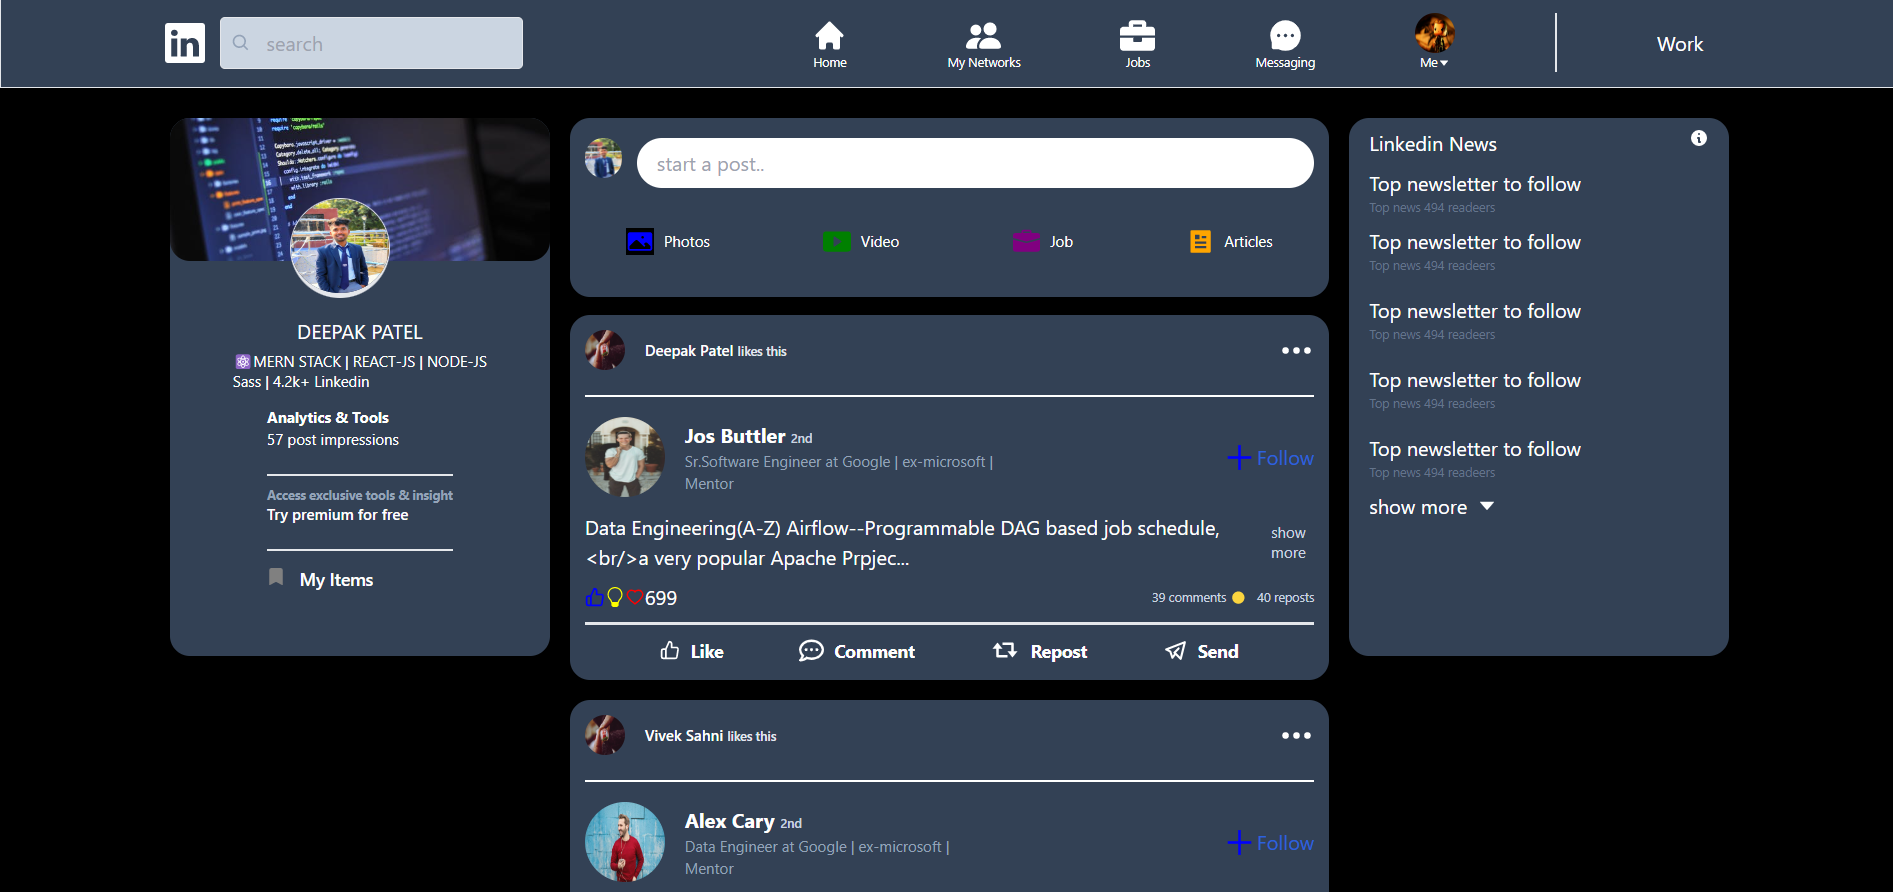 in
search
Home
My Networks
Jobs
Messaging
Me
Work
DEEPAK PATEL
MERN STACK | REACT-JS | NODE-JS
Sass | 4.2k+ Linkedin
Analytics & Tools
57 post impressions
Access exclusive tools & insight
Try premium for free
My Items
start a post..
Photos
Video
Job
Articles
Deepak Patel likes this
Jos Buttler 2nd
Sr.Software Engineer at Google | ex-microsoft |
Mentor
Follow
Data Engineering(A-Z) Airflow--Programmable DAG based job schedule,
<br/>a very popular Apache Prpjec...
show
more
699
39 comments
40 reposts
Like
Comment
Repost
Send
Vivek Sahni likes this
Alex Cary 2nd
Data Engineer at Google | ex-microsoft |
Mentor
Follow
Linkedin News
Top newsletter to follow
Top news 494 readeers
Top newsletter to follow
Top news 494 readeers
Top newsletter to follow
Top news 494 readeers
Top newsletter to follow
Top news 494 readeers
Top newsletter to follow
Top news 494 readeers
show more